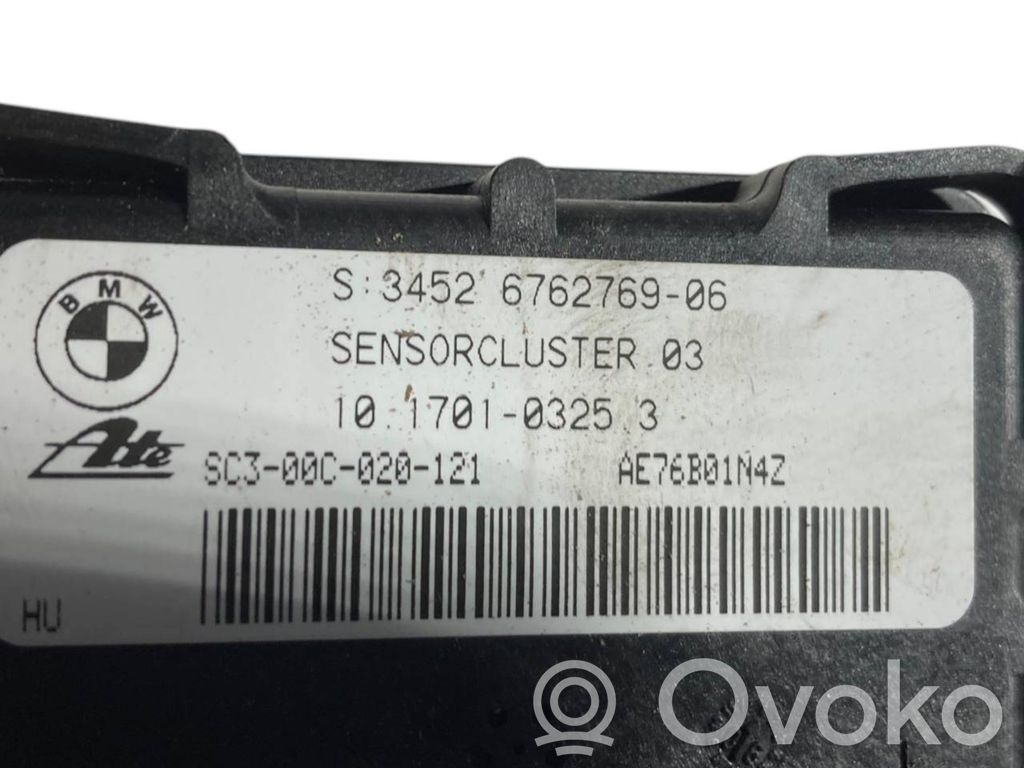 BMW
S:3452 6762769-06
SENSORCLUSTER 03
10.1701-0325.3
Ate
SC3-00C-020-121 AE76B01N4Z
HU
Ovoko